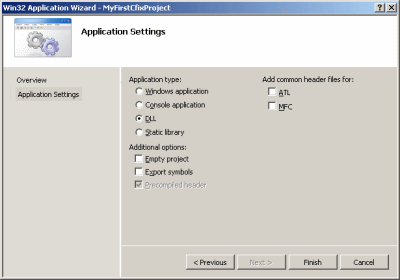 Win32 Application Wizard - MyFirstCfixProject
Application Settings
Overview
Application Settings
Application type:
Windows application
Console application
DLL
Static library
Additional options:
Empty project
Export symbols
Precompiled header
Add common header files for:
ATL
MFC
< Previous
Next >
Finish
Cancel